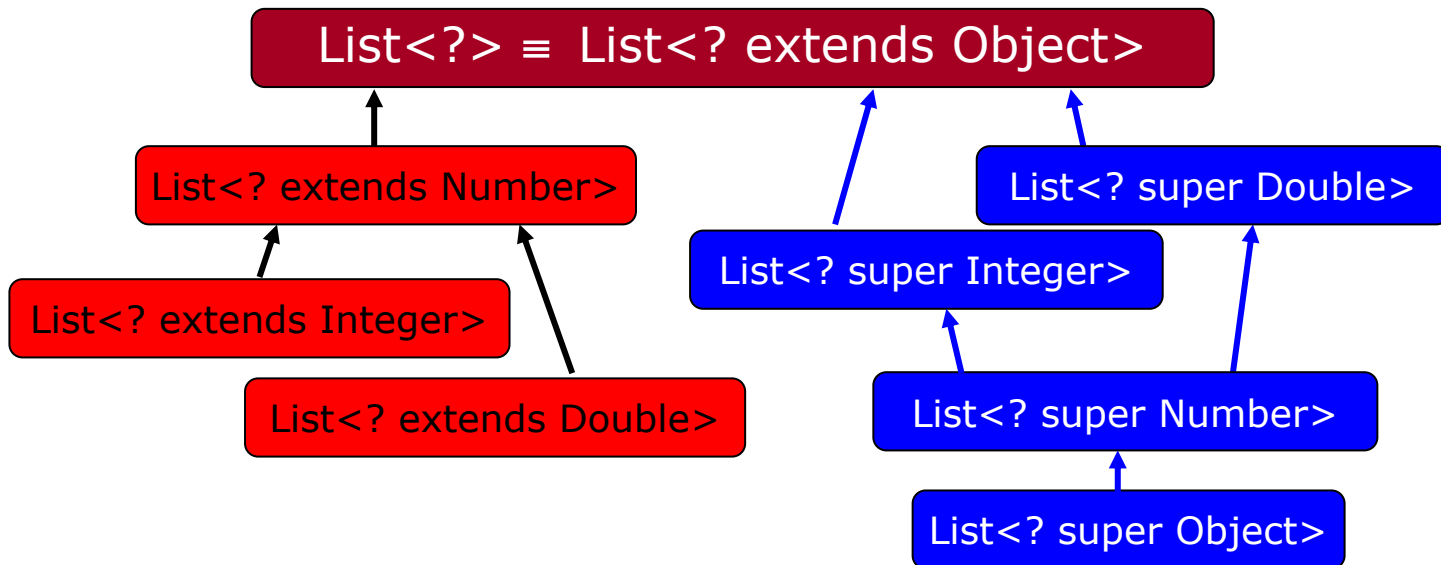 List<?> ≡ List<? extends Object>
List<? extends Number>
List<? super Double>
List<? super Integer>
List<? extends Integer>
List<? extends Double>
List<? super Number>
List<? super Object>